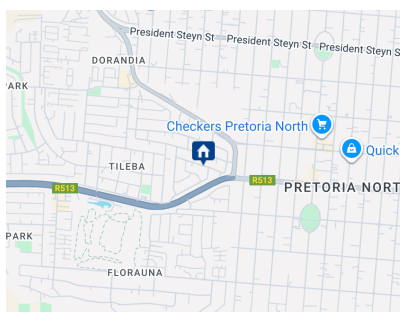 President Steyn St
President Steyn St
President Steyn S
DORANDIA
PARK
Checkers Pretoria North
Quick
TILEBA
R513
R513
PRETORIA NORT
PARK
FLORAUNA